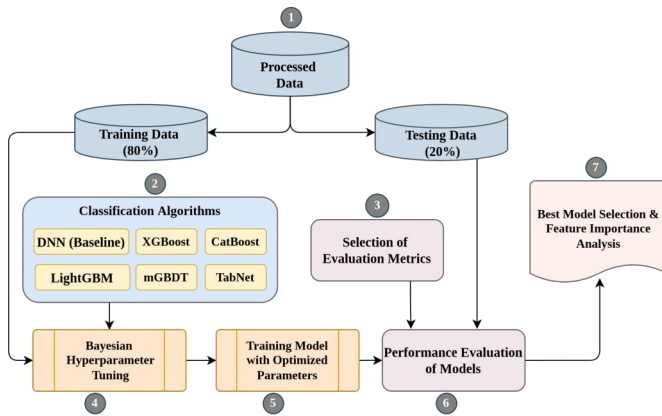 1
Processed
Data
Training Data
(80%)
Testing Data
(20%)
2
Classification Algorithms
DNN (Baseline)
XGBoost
CatBoost
LightGBM
mGBDT
TabNet
3
Selection of
Evaluation Metrics
7
Best Model Selection &
Feature Importance
Analysis
Bayesian
Hyperparameter
Tuning
4
Training Model
with Optimized
Parameters
5
Performance Evaluation
of Models
6